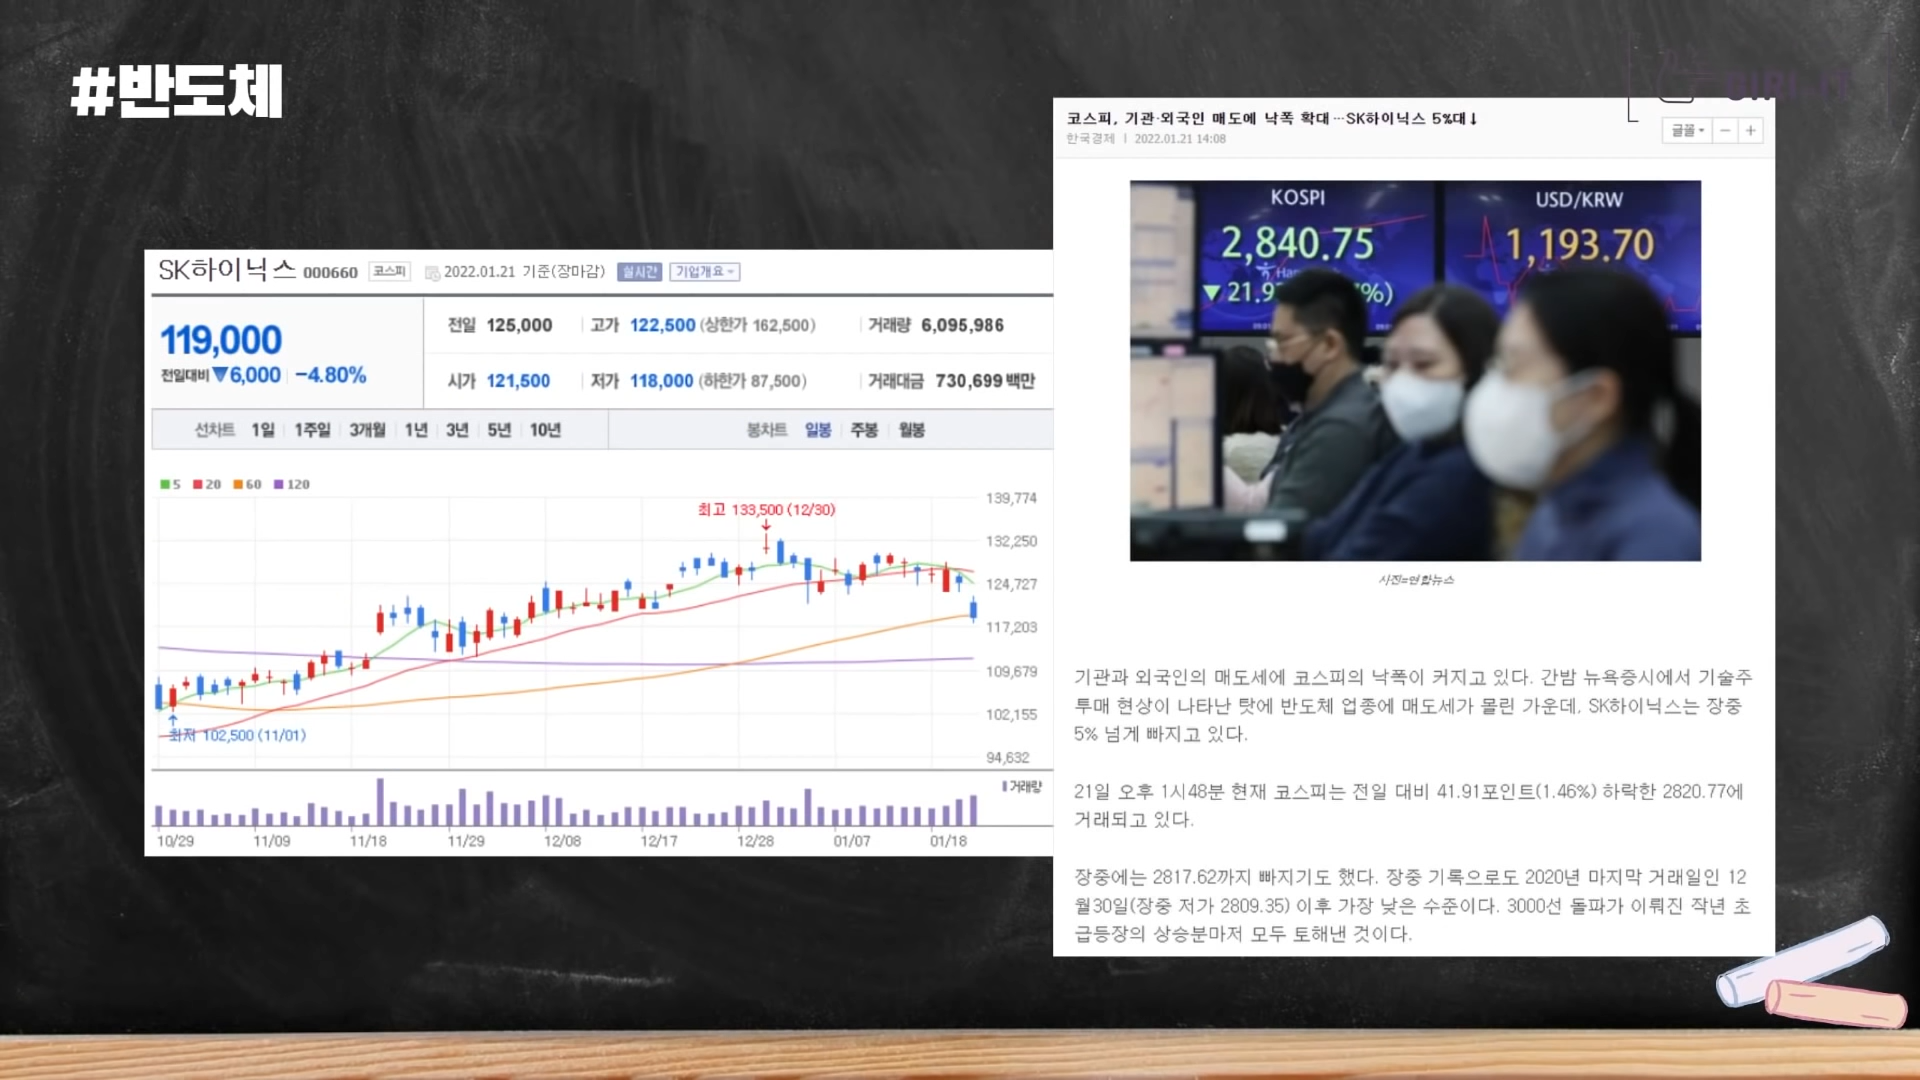 #반도체
SK하이닉스 000660 코스피 2022.01.21 기준(장마감) 실시간 기업개요
119,000
전일대비 ▼6,000 -4.80%
전일 125,000 고가 122,500 (상한가 162,500) 거래량 6,095,986
시가 121,500 저가 118,000 (하한가 87,500) 거래대금 730,699 백만
선차트 1일 1주일 3개월 1년 3년 5년 10년 봉차트 일봉 주봉 월봉
5 20 60 120
최고 133,500 (12/30)
최저 102,500 (11/01)
139,774
132,250
124,727
117,203
109,679
102,155
94,632
거래량
10/29 11/09 11/18 11/29 12/08 12/17 12/28 01/07 01/18
코스피, 기관·외국인 매도에 낙폭 확대…SK하이닉스 5%대↓
한국경제 | 2022.01.21 14:08
글꼴 - +
KOSPI
2,840.75
▼21.9 %)
USD/KRW
1,193.70
사진=연합뉴스
기관과 외국인의 매도세에 코스피의 낙폭이 커지고 있다. 간밤 뉴욕증시에서 기술주
투매 현상이 나타난 탓에 반도체 업종에 매도세가 몰린 가운데, SK하이닉스는 장중
5% 넘게 빠지고 있다.
21일 오후 1시48분 현재 코스피는 전일 대비 41.91포인트(1.46%) 하락한 2820.77에
거래되고 있다.
장중에는 2817.62까지 빠지기도 했다. 장중 기록으로도 2020년 마지막 거래일인 12
월30일(장중 저가 2809.35) 이후 가장 낮은 수준이다. 3000선 돌파가 이뤄진 작년 초
급등장의 상승분마저 모두 토해낸 것이다.